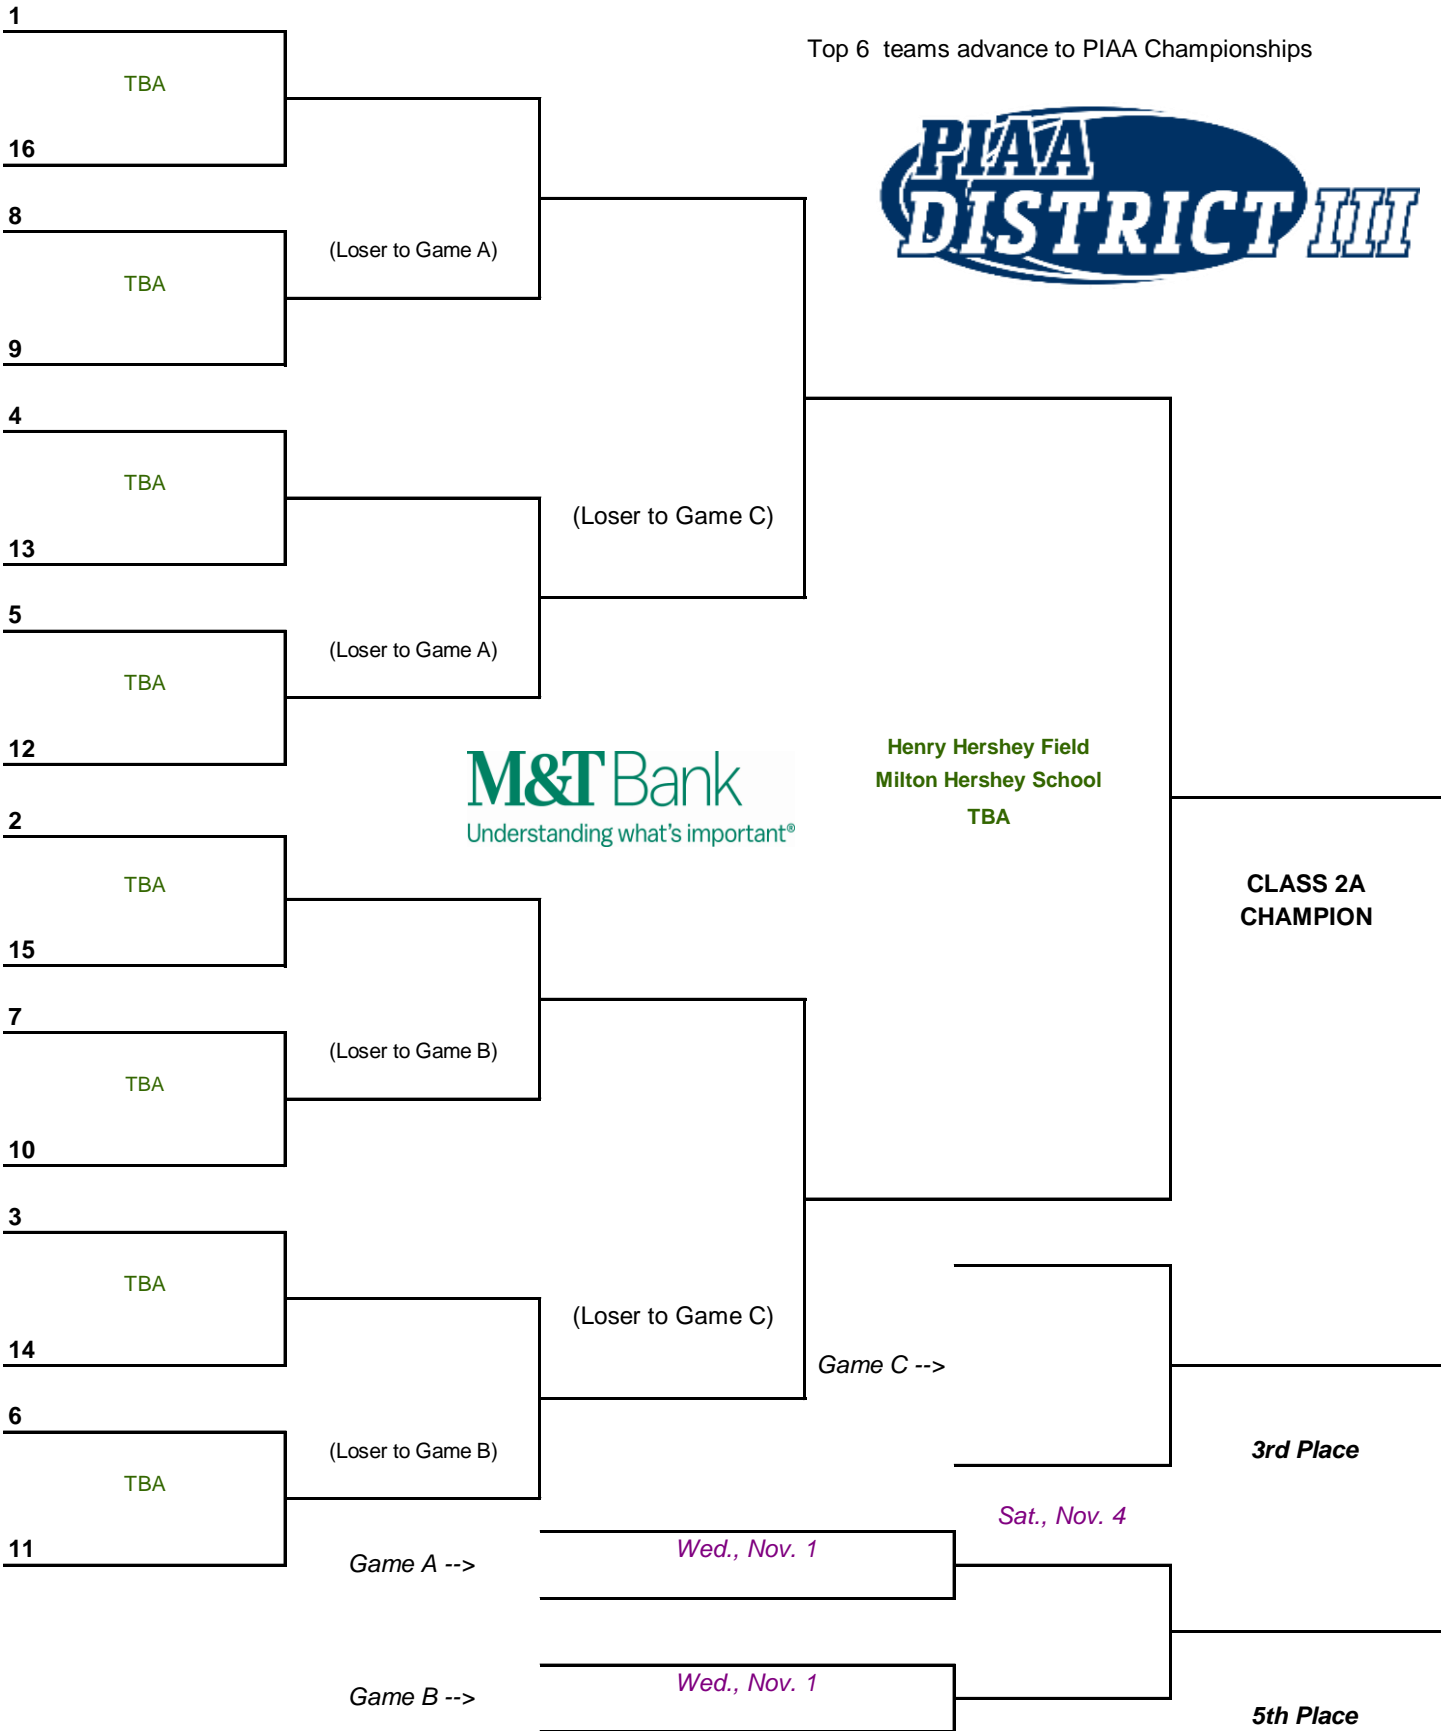 1
Top 6 teams advance to PIAA Championships
TBA
16
PIAA
DISTRICT III
8
(Loser to Game A)
TBA
9
4
TBA
(Loser to Game C)
13
5
(Loser to Game A)
TBA
12
M&T Bank
Understanding what's important®
Henry Hershey Field
Milton Hershey School
TBA
2
TBA
CLASS 2A
CHAMPION
15
7
(Loser to Game B)
TBA
10
3
TBA
(Loser to Game C)
14
Game C -->
6
(Loser to Game B)
3rd Place
TBA
Sat., Nov. 4
11
Game A -->
Wed., Nov. 1
Game B -->
Wed., Nov. 1
5th Place